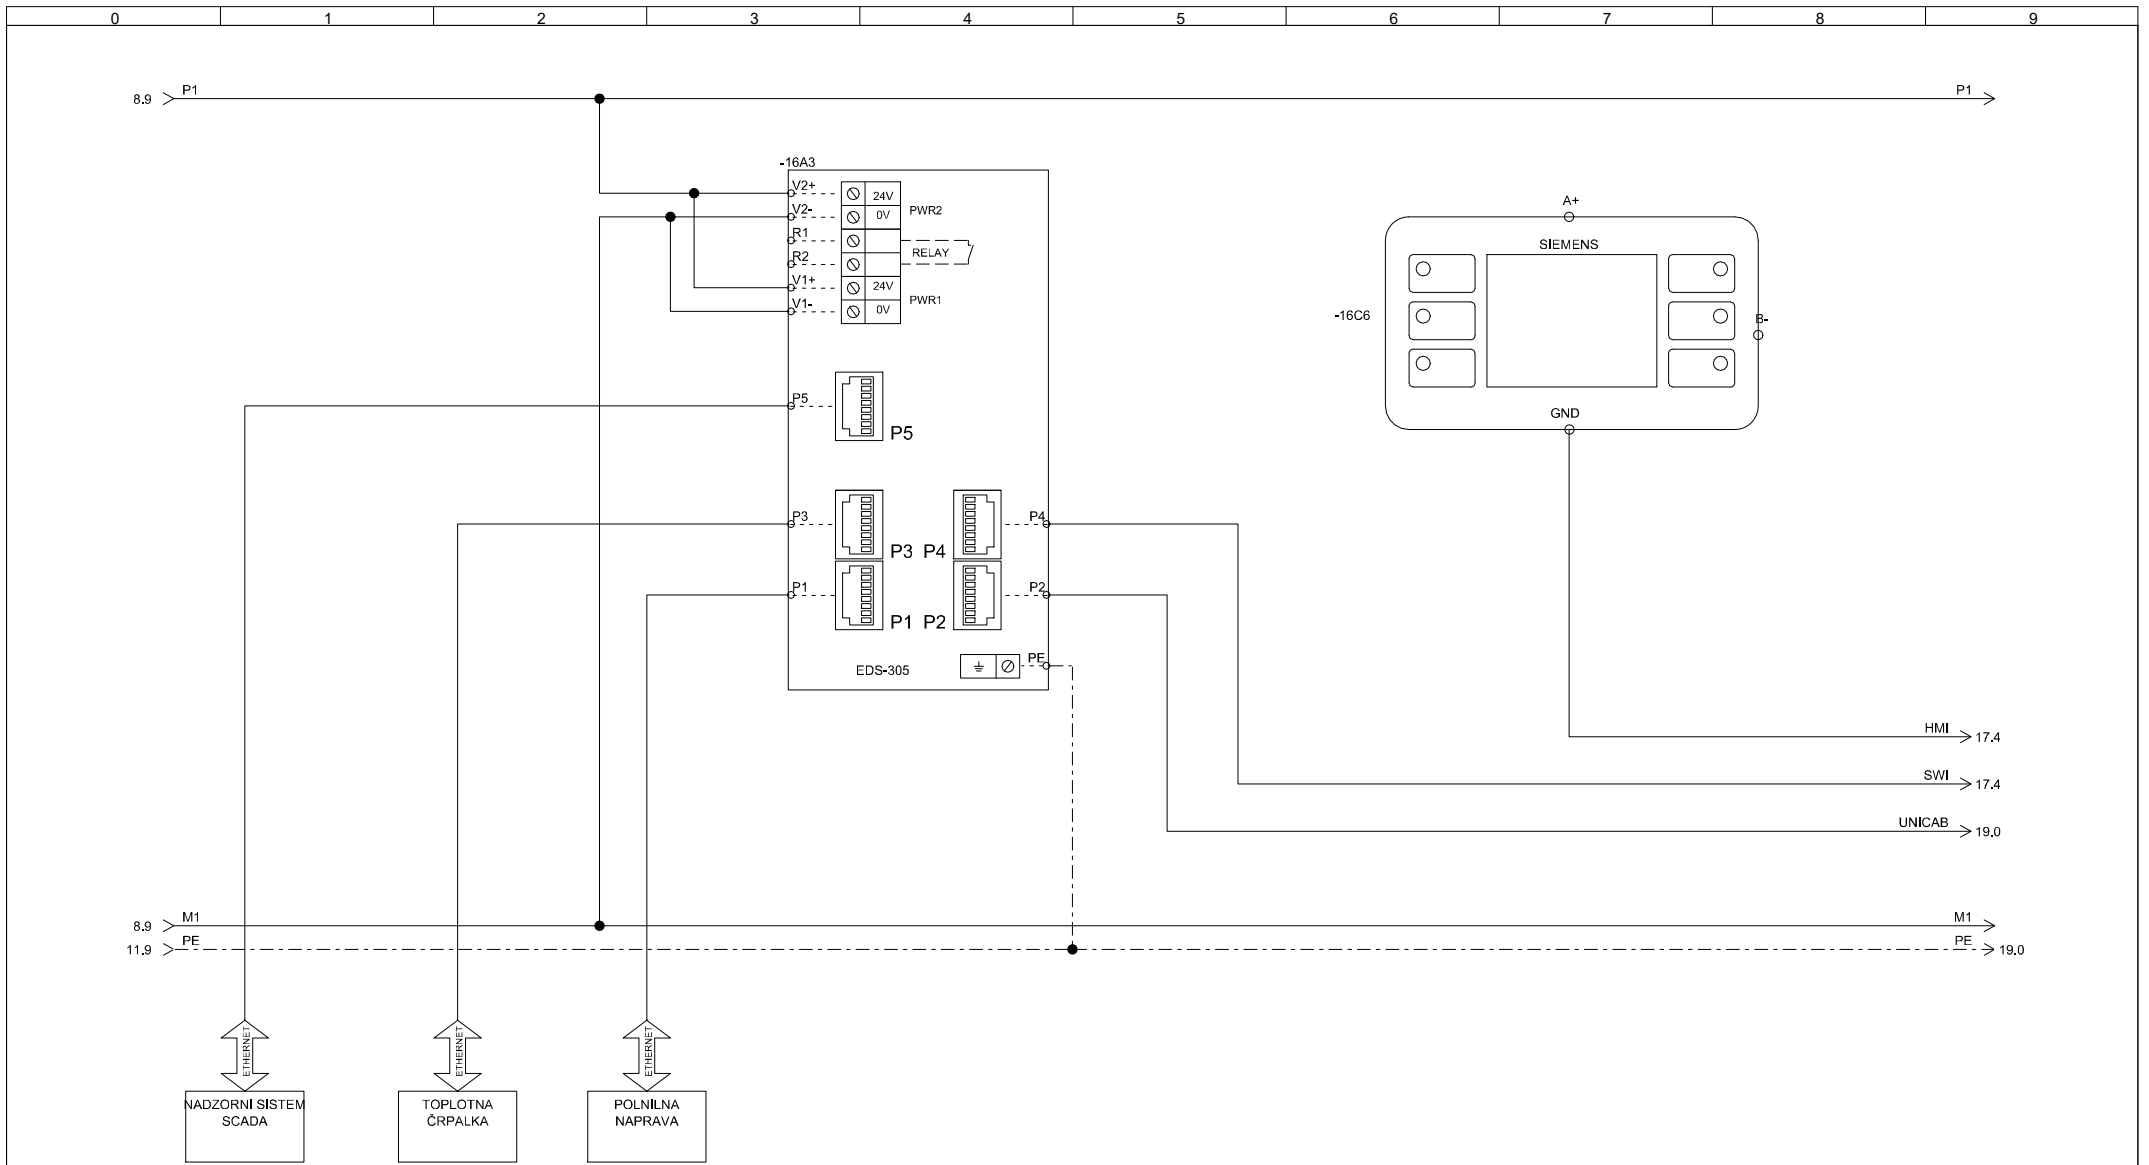 0 1 2 3 4 5 6 7 8 9
8.9 P1 P1
-16A3
V2+ 24V
V2- 0V PWR2
R1
R2 RELAY
V1+ 24V
V1- 0V PWR1
A+
SIEMENS
-16C6
B-
GND
P5
P5
P3 P4
P3 P4
P1 P2
P1 P2
EDS-305 PE
HMI 17.4
SWI 17.4
UNICAB 19.0
8.9 M1 M1
11.9 PE PE 19.0
ETHERNET ETHERNET ETHERNET
NADZORNI SISTEM
SCADA
TOPLOTNA
ČRPALKA
POLNILNA
NAPRAVA